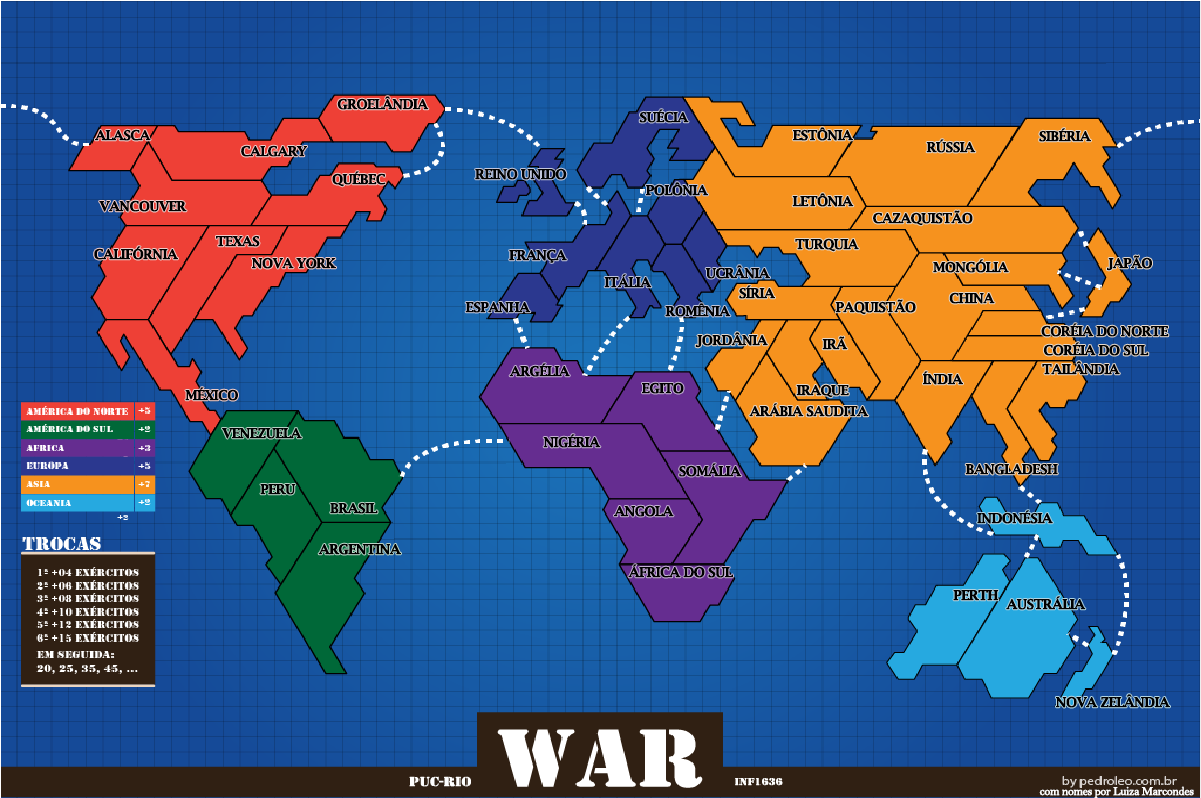 GROELÂNDIA
ALASCA
CALGARY
QUÉBEC
VANCOUVER
CALIFÓRNIA
TEXAS
NOVA YORK
MÉXICO
SUÉCIA
REINO UNIDO
POLÔNIA
FRANÇA
ITÁLIA
UCRÂNIA
ESPANHA
ROMÊNIA
ESTÔNIA
RÚSSIA
SIBÉRIA
LETÔNIA
CAZAQUISTÃO
TURQUIA
MONGÓLIA
JAPÃO
SÍRIA
PAQUISTÃO
CHINA
CORÉIA DO NORTE
CORÉIA DO SUL
JORDÂNIA
IRÃ
IRAQUE
ÍNDIA
TAILÂNDIA
ARÁBIA SAUDITA
BANGLADESH
ARGÉLIA
EGITO
NIGÉRIA
SOMÁLIA
ANGOLA
ÁFRICA DO SUL
VENEZUELA
PERU
BRASIL
ARGENTINA
INDONÉSIA
PERTH
AUSTRÁLIA
NOVA ZELÂNDIA
AMÉRICA DO NORTE +5
AMÉRICA DO SUL +2
AFRICA +3
EUROPA +5
ASIA +7
OCEANIA +2
+2
TROCAS
1ª +04 EXÉRCITOS
2ª +06 EXÉRCITOS
3ª +08 EXÉRCITOS
4ª +10 EXÉRCITOS
5ª +12 EXÉRCITOS
6ª +15 EXÉRCITOS
EM SEGUIDA:
20, 25, 35, 45, ...
PUC-RIO
WAR
INF1636
by pedroleo.com.br
com nomes por Luiza Marcondes